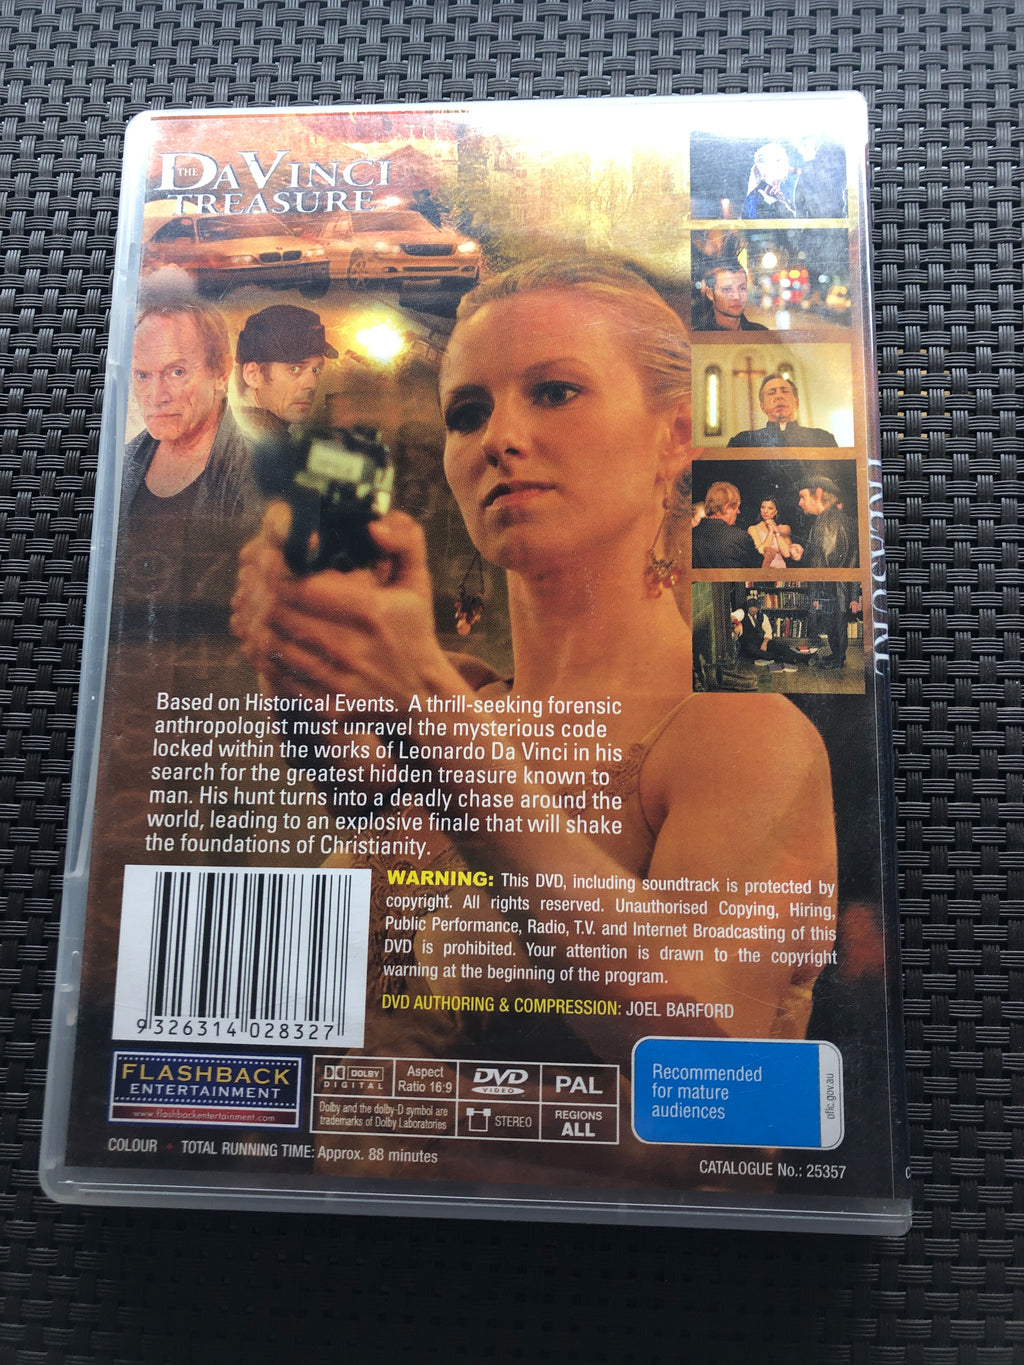 THE DA VINCI
TREASURE
TREASURE
Based on Historical Events. A thrill-seeking forensic
anthropologist must unravel the mysterious code
locked within the works of Leonardo Da Vinci in his
search for the greatest hidden treasure known to
man. His hunt turns into a deadly chase around the
world, leading to an explosive finale that will shake
the foundations of Christianity.
WARNING: This DVD, including soundtrack is protected by
copyright. All rights reserved. Unauthorised Copying, Hiring,
Public Performance, Radio, T.V. and Internet Broadcasting of this
DVD is prohibited. Your attention is drawn to the copyright
warning at the beginning of the program.
DVD AUTHORING & COMPRESSION: JOEL BARFORD
9 326314 028327
FLASHBACK
ENTERTAINMENT
www.flashbackentertainment.com
DOLBY
DIGITAL
Aspect
Ratio 16:9
DVD
VIDEO
PAL
Dolby and the dolby-D symbol are
trademarks of Dolby Laboratories
STEREO
REGIONS
ALL
Recommended
for mature
audiences
oflc.gov.au
COLOUR • TOTAL RUNNING TIME: Approx. 88 minutes
CATALOGUE No.: 25357